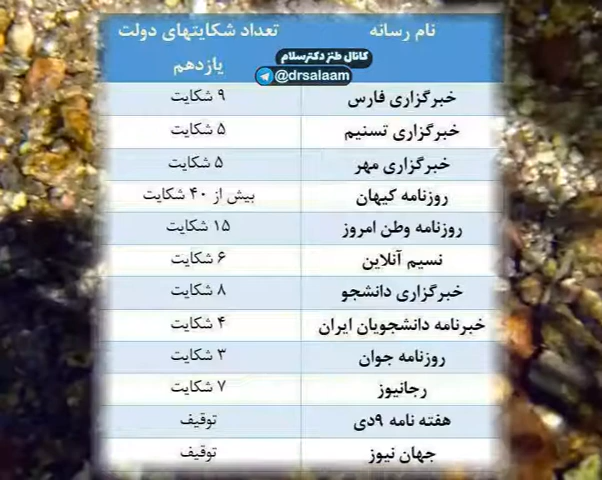 نام رسانه تعداد شکایتهای دولت
یازدهم
کانال طنز دکترسلام
@drsalaam
خبرگزاری فارس ۹ شکایت
خبرگزاری تسنیم ۵ شکایت
خبرگزاری مهر ۵ شکایت
روزنامه کیهان بیش از ۴۰ شکایت
روزنامه وطن امروز ۱۵ شکایت
نسیم آنلاین ۶ شکایت
خبرگزاری دانشجو ۸ شکایت
خبرنامه دانشجویان ایران ۴ شکایت
روزنامه جوان ۳ شکایت
رجانیوز ۷ شکایت
هفته نامه ۹دی توقیف
جهان نیوز توقیف